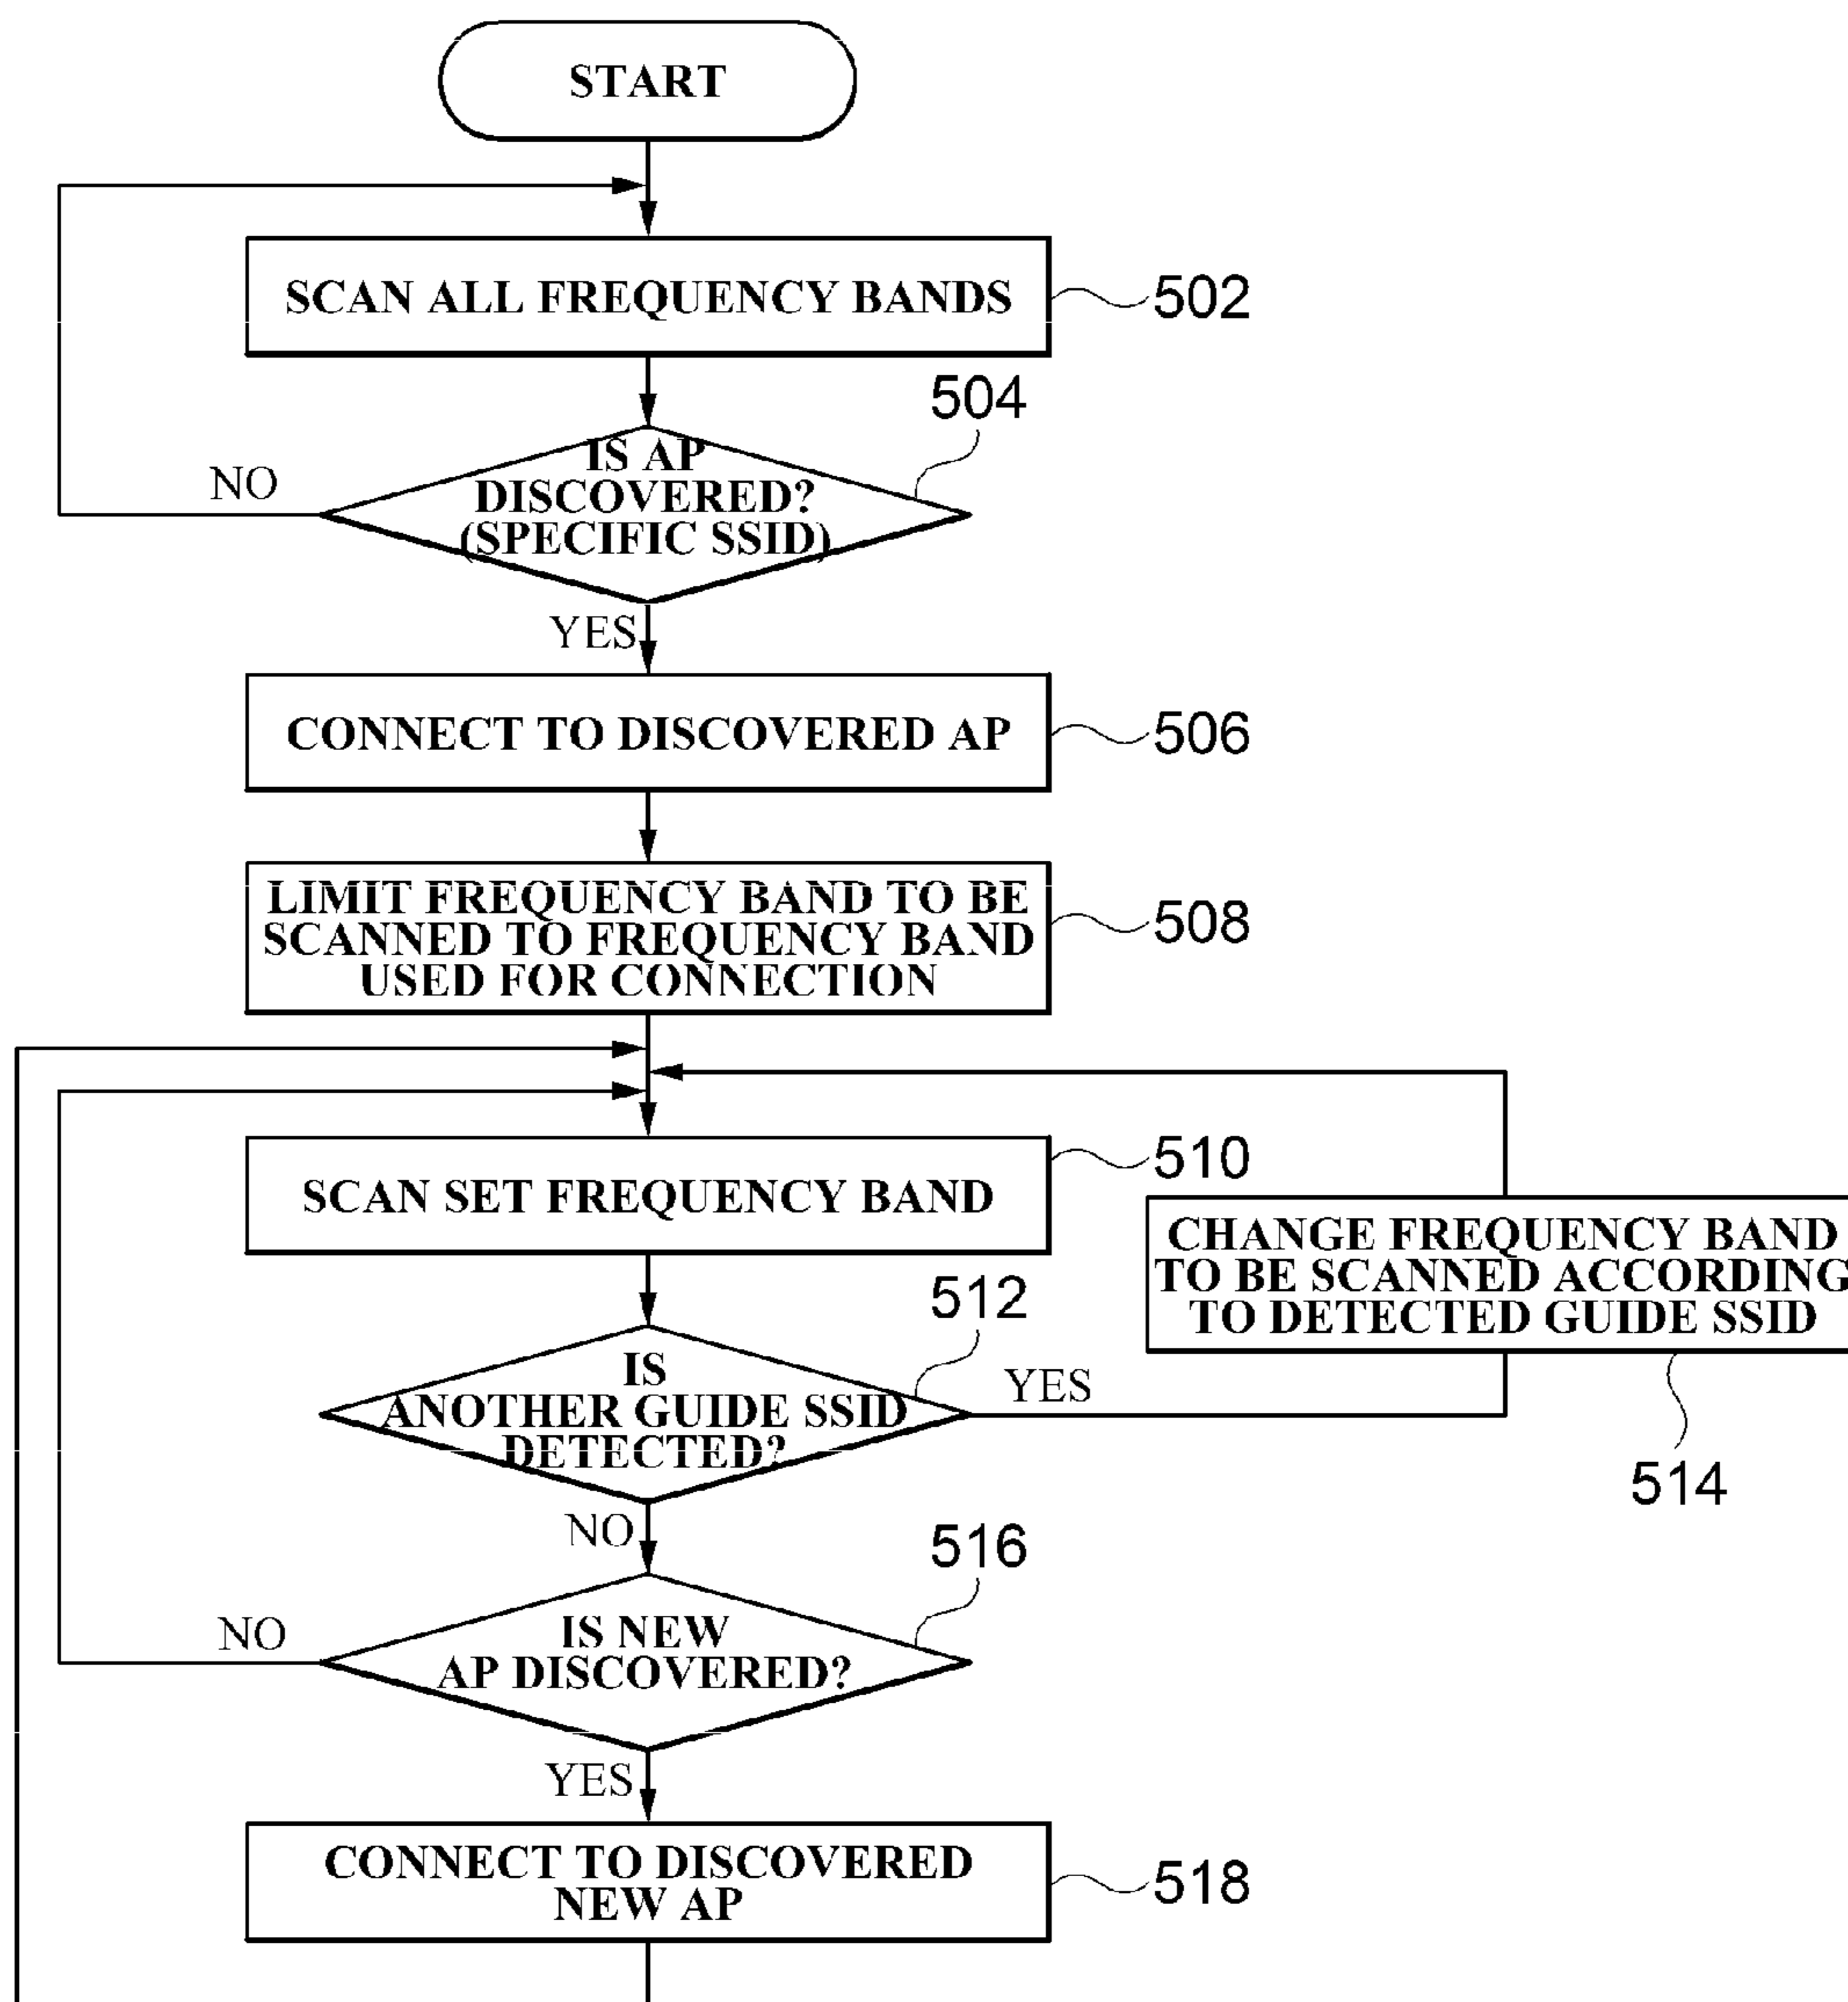 START
SCAN ALL FREQUENCY BANDS
502
504
IS AP
DISCOVERED?
(SPECIFIC SSID)
NO
YES
CONNECT TO DISCOVERED AP
506
LIMIT FREQUENCY BAND TO BE
SCANNED TO FREQUENCY BAND
USED FOR CONNECTION
508
SCAN SET FREQUENCY BAND
510
CHANGE FREQUENCY BAND
TO BE SCANNED ACCORDING
TO DETECTED GUIDE SSID
514
512
IS
ANOTHER GUIDE SSID
DETECTED?
YES
NO
516
IS NEW
AP DISCOVERED?
NO
YES
CONNECT TO DISCOVERED
NEW AP
518